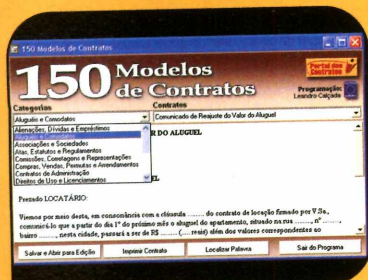 150 Modelos de Contratos
150 Modelos
de Contratos
Portal dos
Contratos
Programação:
Leandro Calçada
Categorias
Contratos
Aluguéis e Comodatos
Comunicado de Reajuste do Valor do Aluguel
Alienações, Dívidas e Empréstimos
Aluguéis e Comodatos
Associações e Sociedades
Atas, Estatutos e Regulamentos
Comissões, Corretagens e Representações
Compras, Vendas, Permutas e Arrendamentos
Contratos de Administração
Direitos de Uso e Licenciamentos
R DO ALUGUEL
EL
Prezado LOCATÁRIO:
Viemos por meio desta, em consonância com a cláusula ........ do contrato de locação firmado por V.Sa.,
comunicá-lo que a partir do dia 1º do próximo mês o aluguel do apartamento, situado na rua ........, nº ........,
bairro ........, nesta cidade, passará a ser de R$ ........ (.... reais) além dos valores correspondentes ao
Salvar e Abrir para Edição
Imprimir Contrato
Localizar Palavra
Sair do Programa